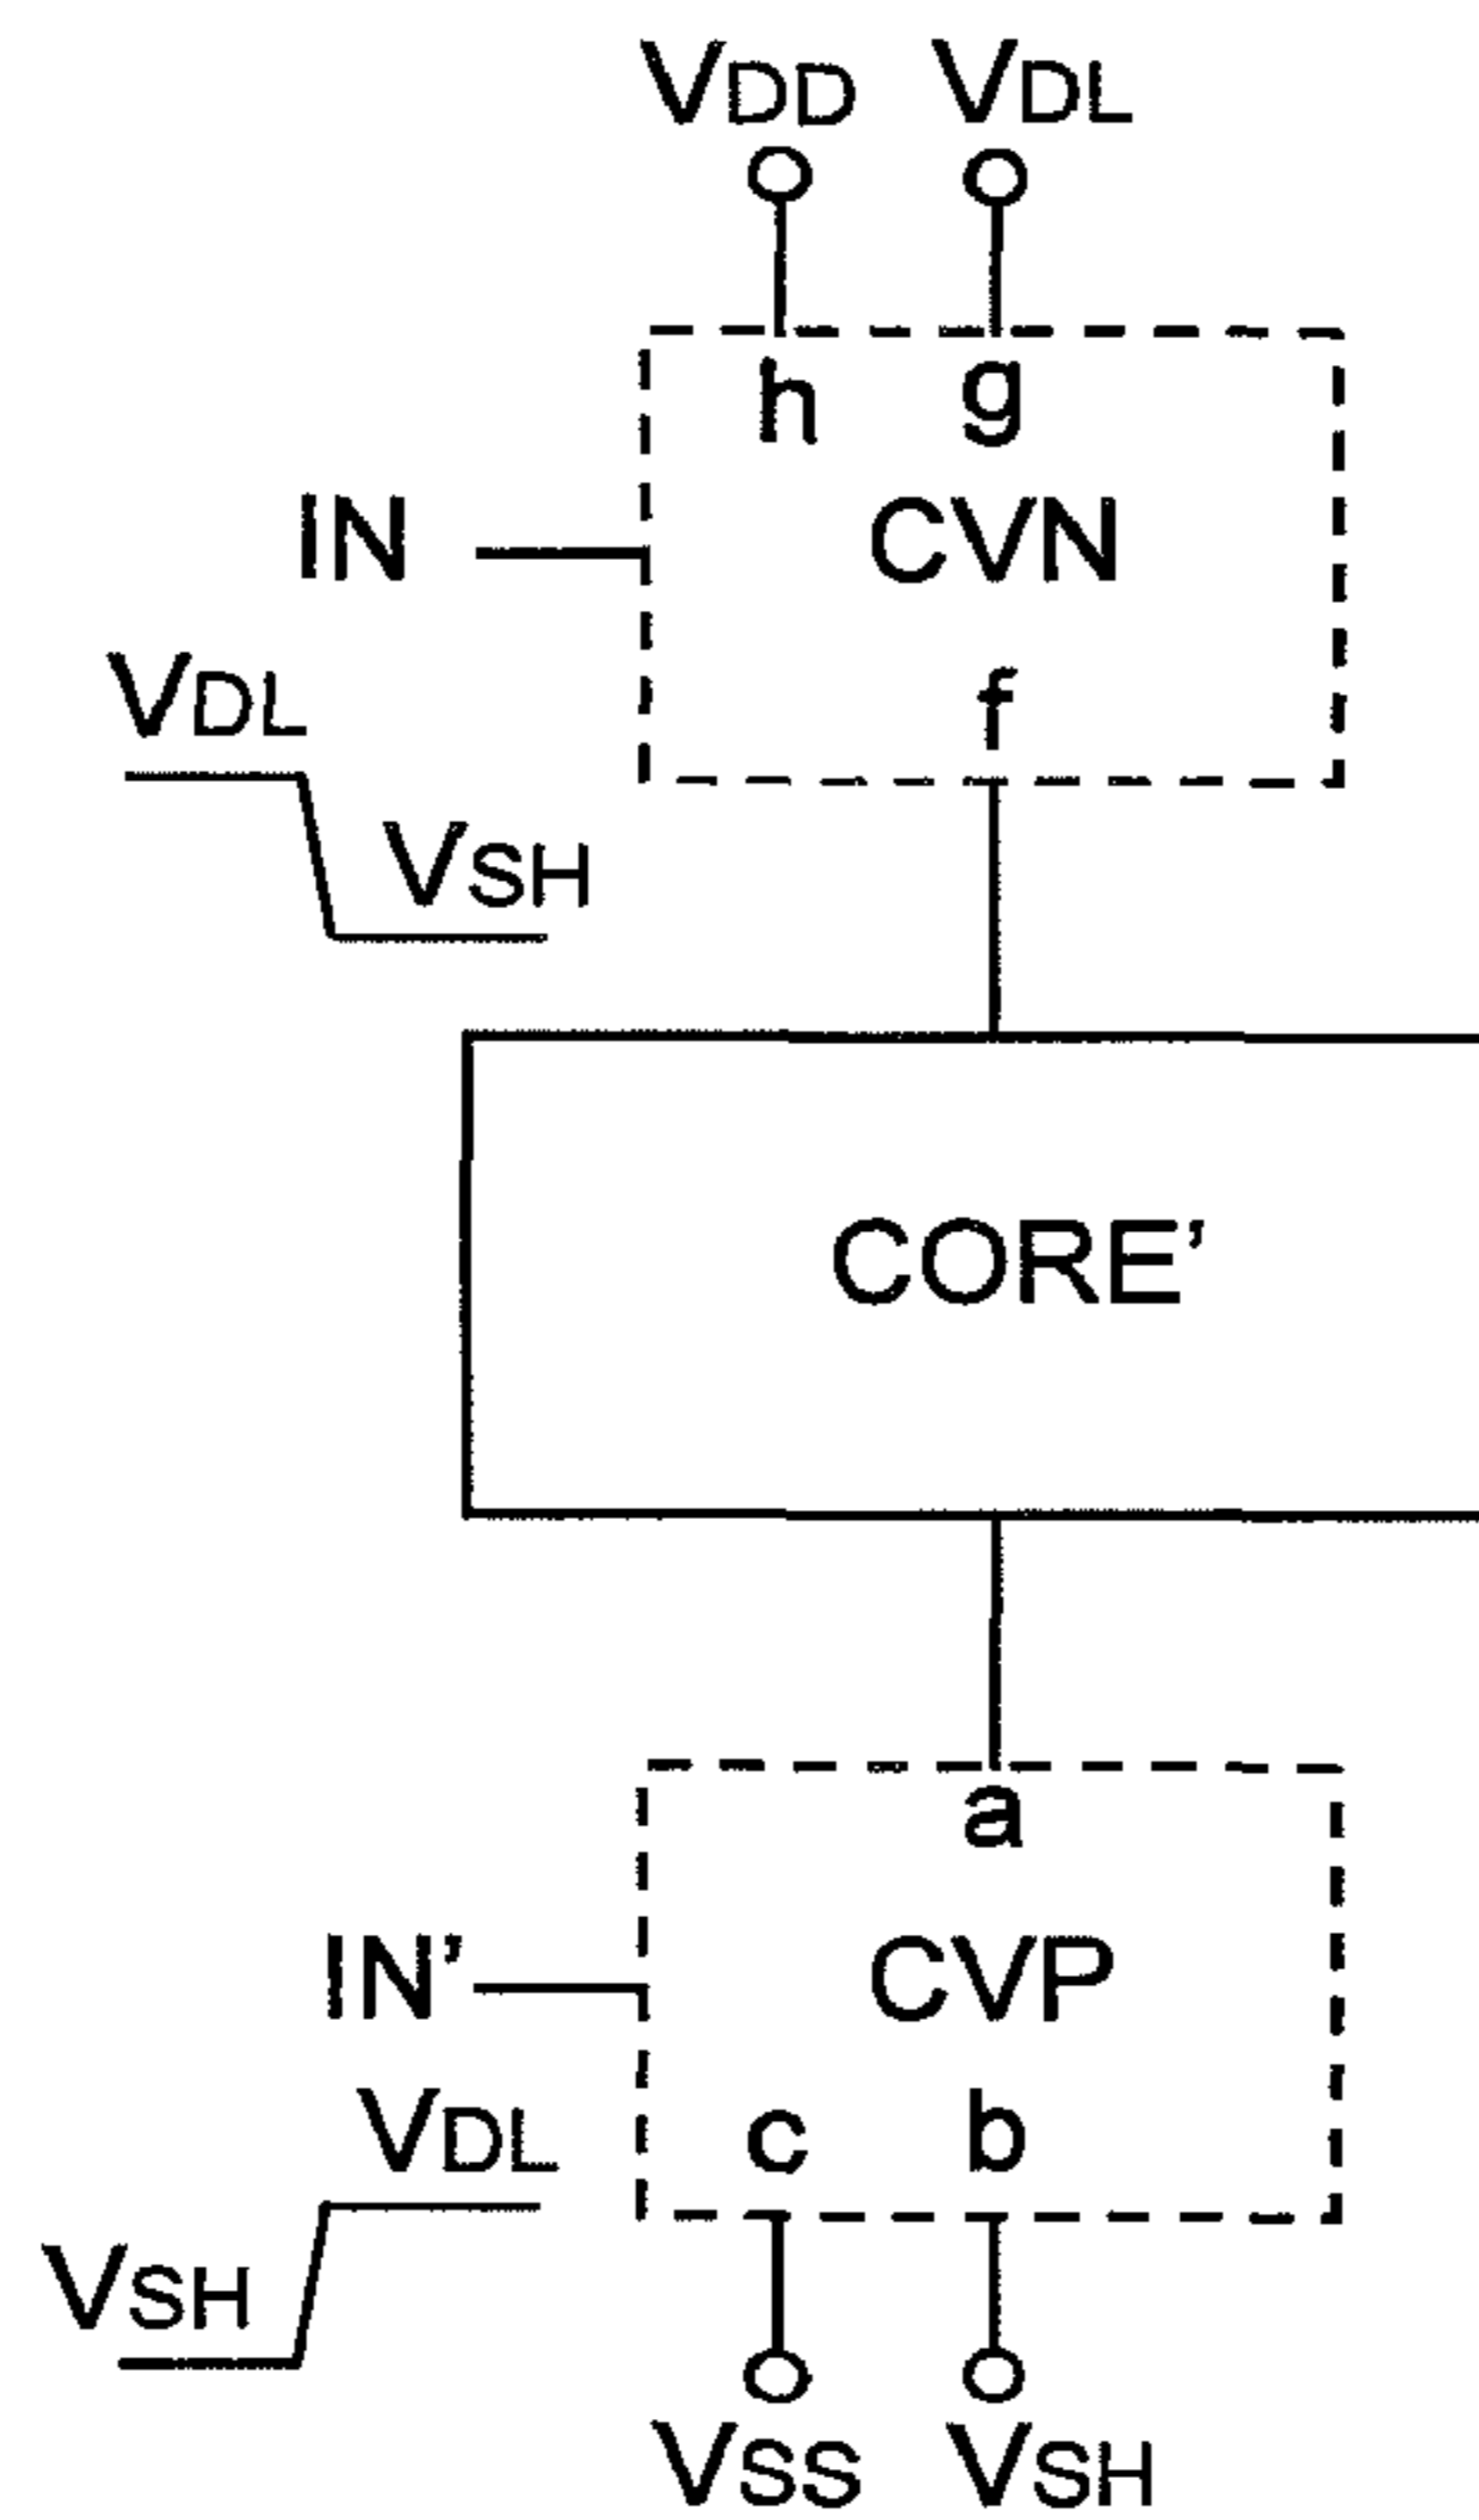 VDD VDL
h g
IN CVN
VDL f
VSH
CORE’
a
IN’ CVP
VDL c b
VSH
VSS VSH